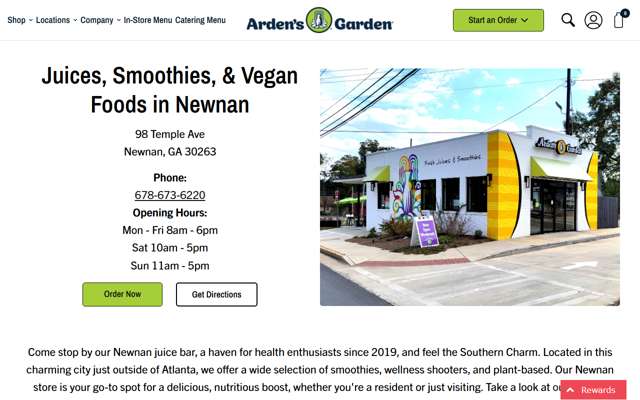 Shop Locations Company In-Store Menu Catering Menu
Arden's Garden
Start an Order
0
Juices, Smoothies, & Vegan
Foods in Newnan
98 Temple Ave
Newnan, GA 30263
Phone:
678-673-6220
Opening Hours:
Mon - Fri 8am - 6pm
Sat 10am - 5pm
Sun 11am - 5pm
Order Now
Get Directions
Fresh Juices & Smoothies
Come stop by our Newnan juice bar, a haven for health enthusiasts since 2019, and feel the Southern Charm. Located in this
charming city just outside of Atlanta, we offer a wide selection of smoothies, wellness shooters, and plant-based. Our Newnan
store is your go-to spot for a delicious, nutritious boost, whether you're a resident or just visiting. Take a look at
Rewards